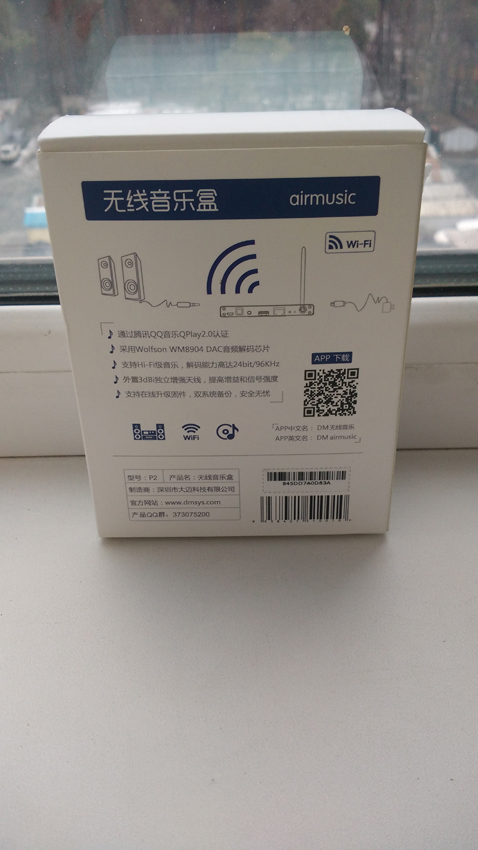 无线音乐盒 airmusic
Wi-Fi
通过腾讯QQ音乐QPlay2.0认证
采用Wolfson WM8904 DAC音频解码芯片
支持Hi-Fi级音乐，解码能力高达24bit/96KHz
外置3dBi独立增强天线，提高增益和信号强度
支持在线升级固件，双系统备份，安全无忧
APP 下载
WiFi
APP中文名： DM无线音乐
APP英文名： DM airmusic
型号：P2 产品名：无线音乐盒
制造商：深圳市大迈科技有限公司
官方网站：www.dmsys.com
产品QQ群：373075200
845DD7A0D83A